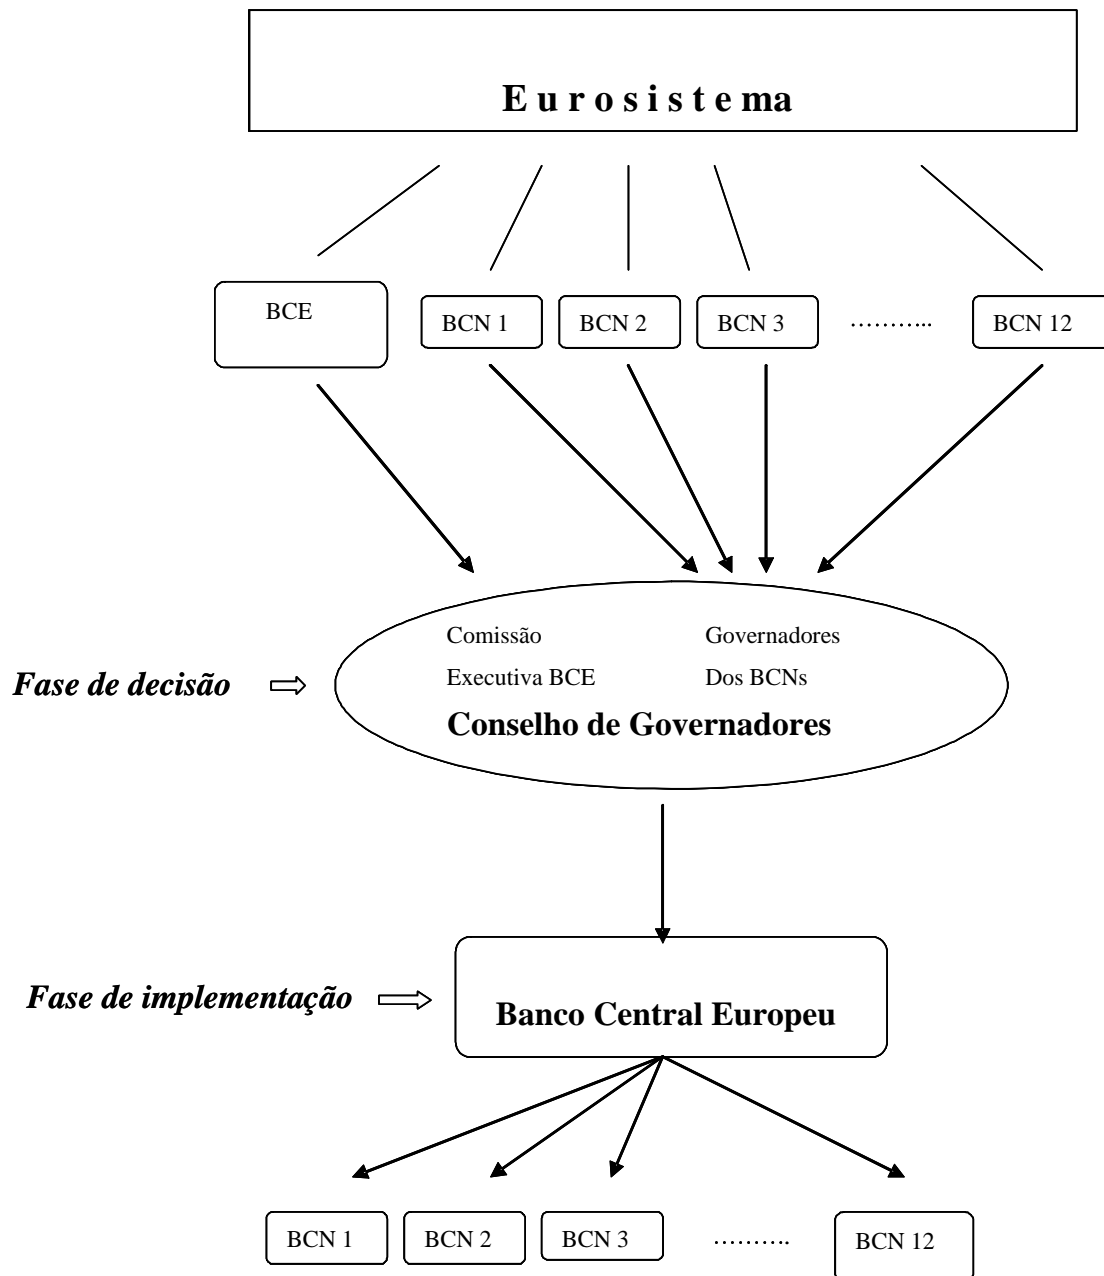 E u r o s i s t e ma
BCE
BCN 1
BCN 2
BCN 3
………..
BCN 12
Comissão
Governadores
Executiva BCE
Dos BCNs
Fase de decisão
Conselho de Governadores
Fase de implementação
Banco Central Europeu
BCN 1
BCN 2
BCN 3
……….
BCN 12